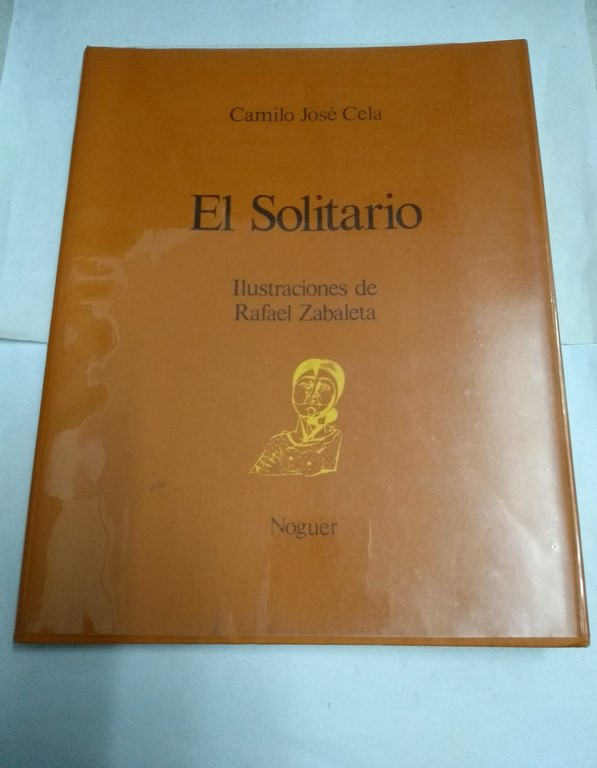 Camilo José Cela
El Solitario
Ilustraciones de
Rafael Zabaleta
Noguer